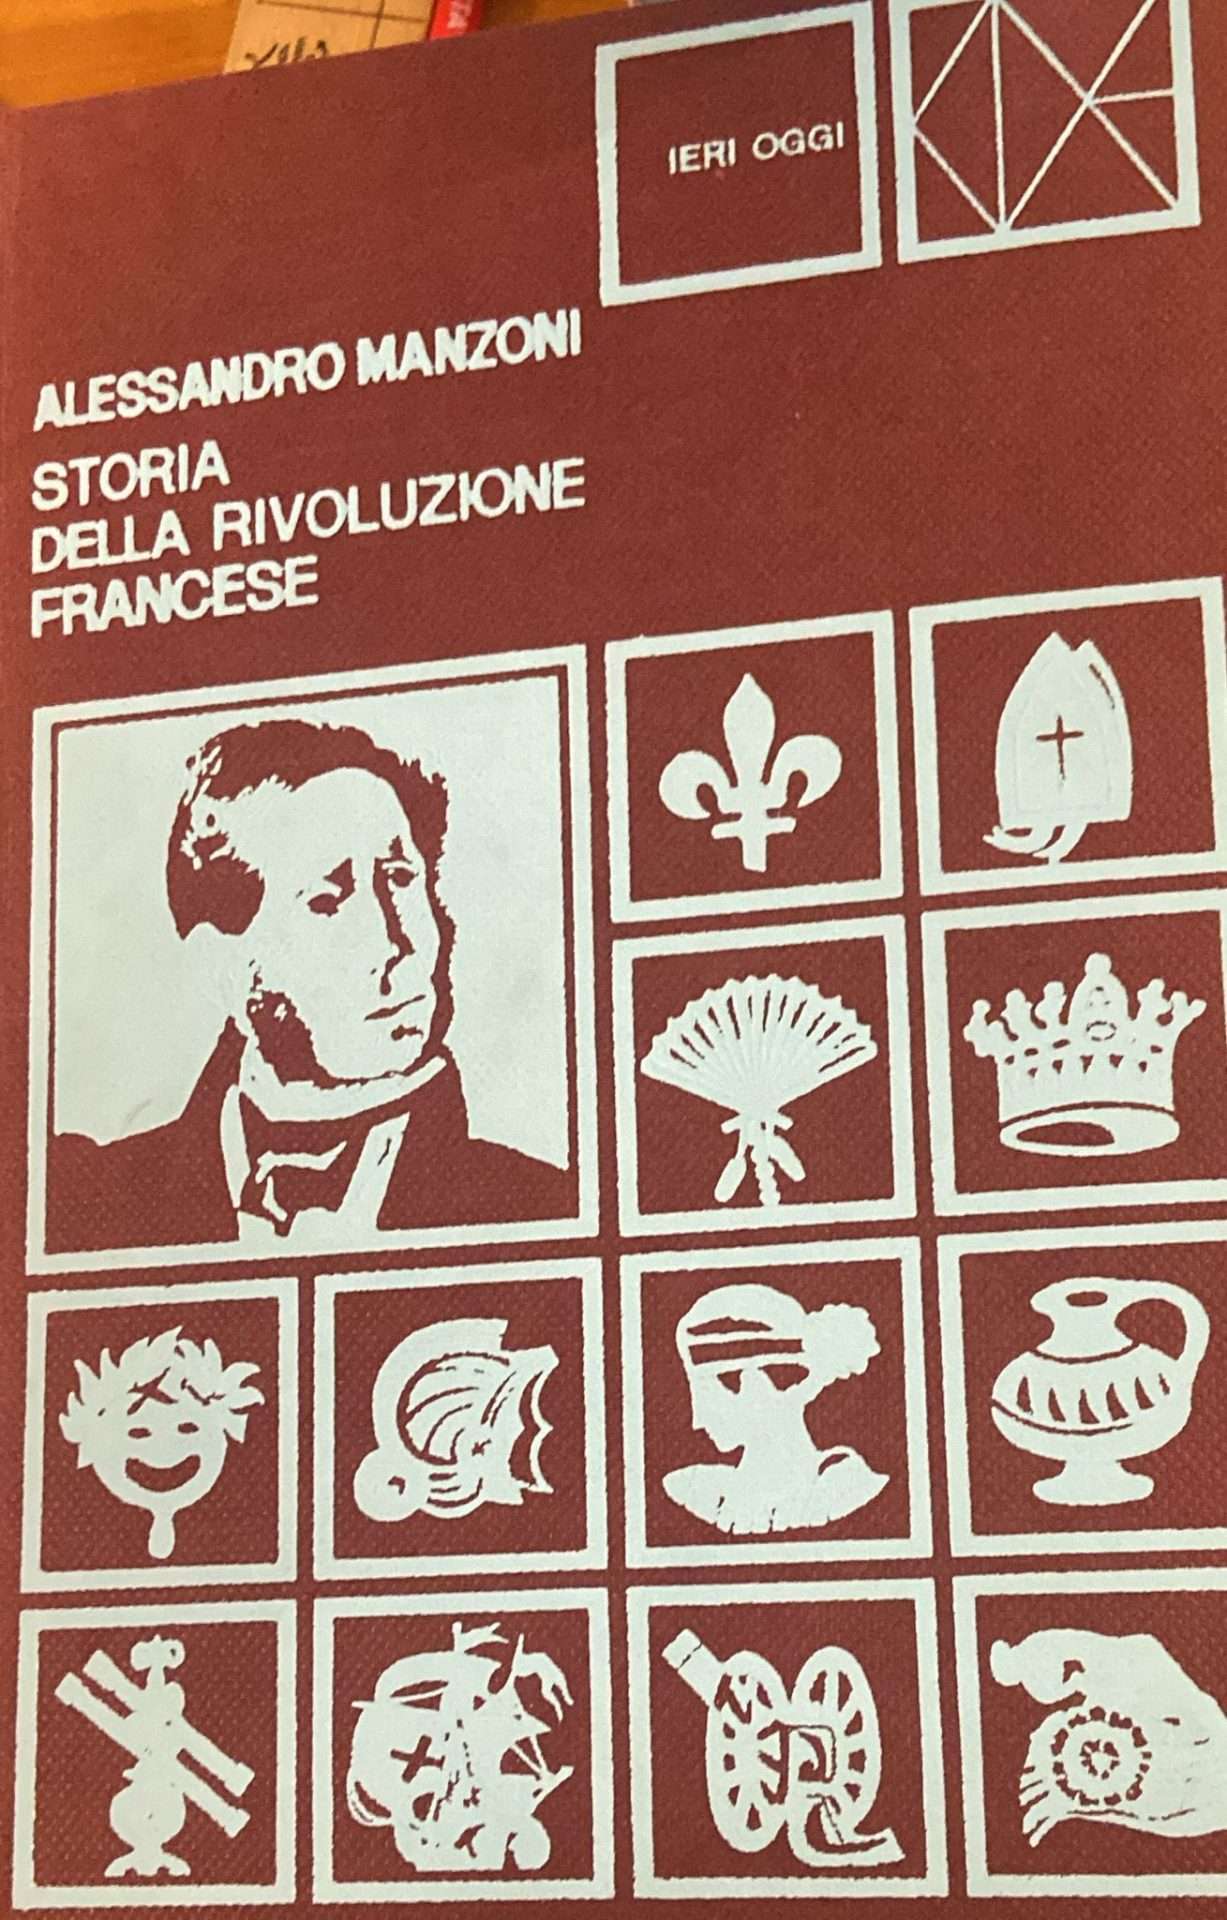 IERI OGGI
ALESSANDRO MANZONI
STORIA
DELLA RIVOLUZIONE
FRANCESE